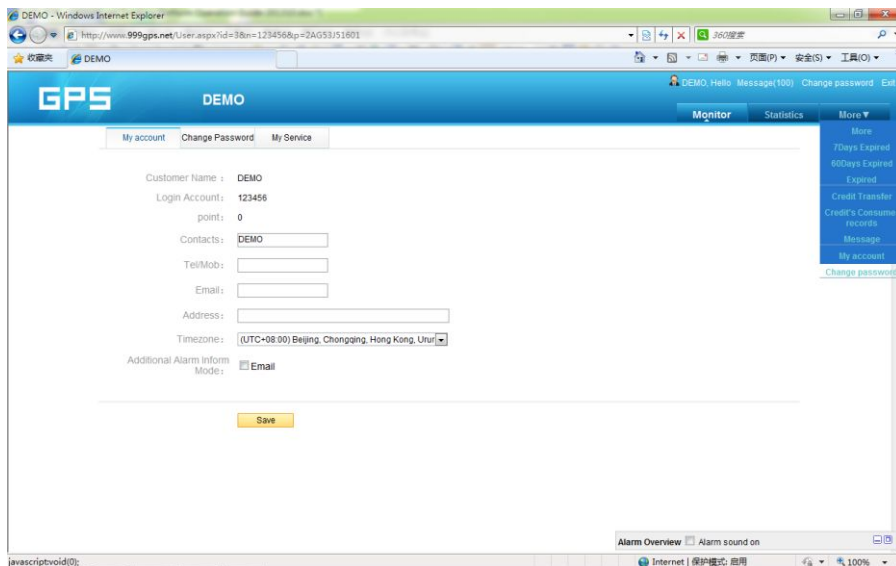 DEMO - Windows Internet Explorer
http://www.999gps.net/User.aspx?id=3&n=123456&p=2AG53J51601
360搜索
收藏夹 DEMO
页面(P) 安全(S) 工具(O)
DEMO, Hello Message(100) Change password Exit
GPS DEMO
Monitor Statistics More▼
My account Change Password My Service
More
7Days Expired
60Days Expired
Expired
Credit Transfer
Credit's Consume
records
Message
My account
Change password
Customer Name： DEMO
Login Account： 123456
point： 0
Contacts： DEMO
Tel/Mob：
Email：
Address：
Timezone： (UTC+08:00) Beijing, Chongqing, Hong Kong, Urur
Additional Alarm Inform
Mode： Email
Save
Alarm Overview Alarm sound on
javascript:void(0); Internet | 保护模式: 启用 100%